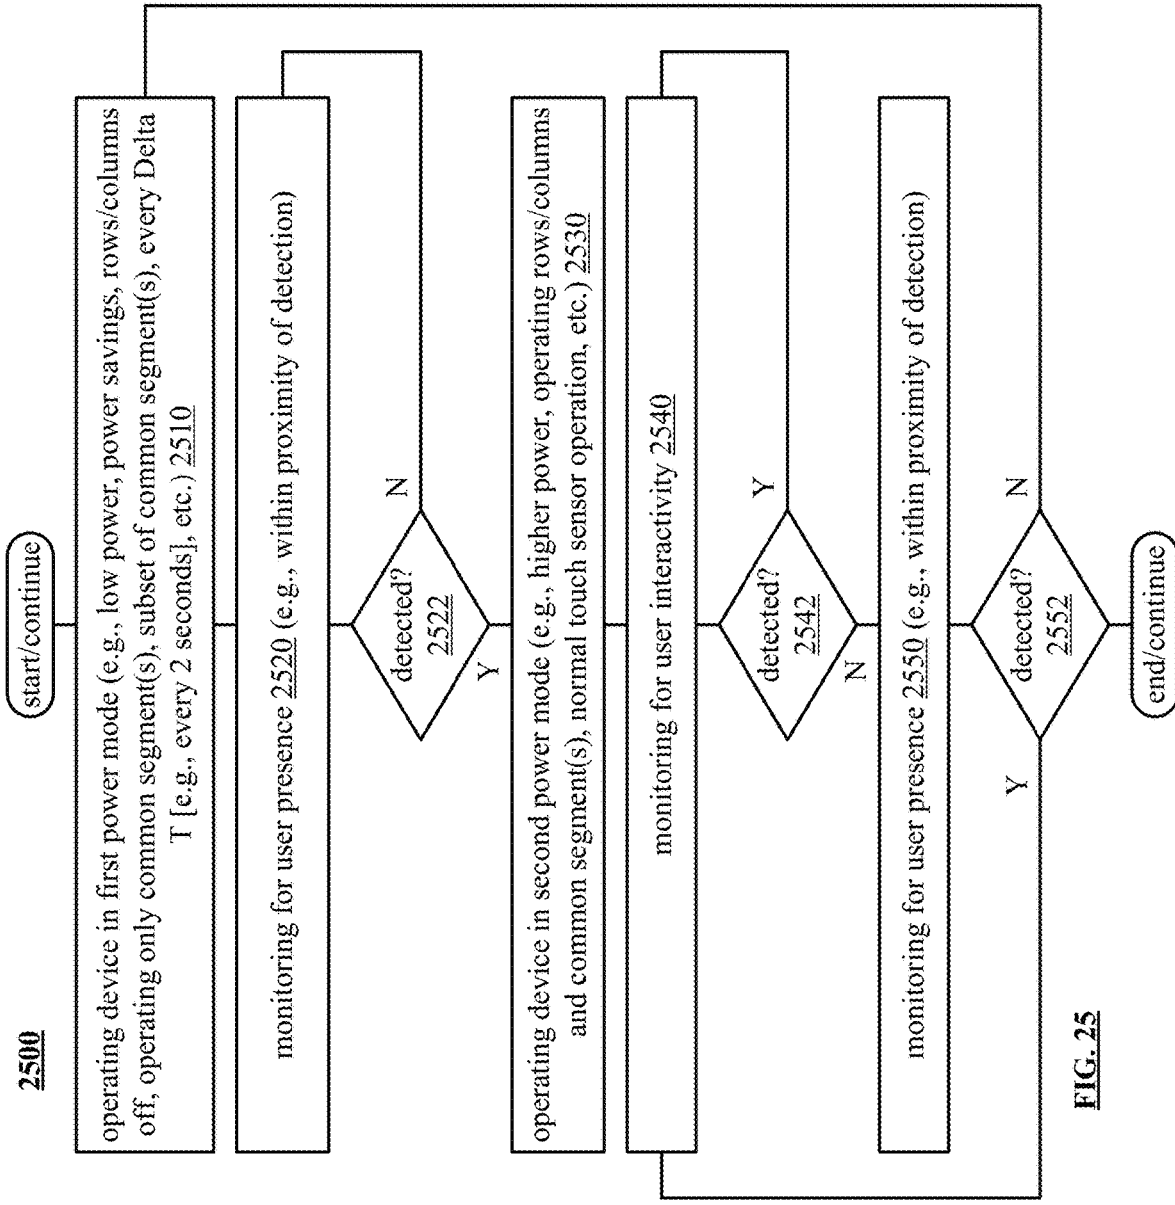 2500
start/continue
operating device in first power mode (e.g., low power, power savings, rows/columns
off, operating only common segment(s), subset of common segment(s), every Delta
T [e.g., every 2 seconds], etc.) 2510
monitoring for user presence 2520 (e.g., within proximity of detection)
detected?
2522
N
Y
operating device in second power mode (e.g., higher power, operating rows/columns
and common segment(s), normal touch sensor operation, etc.) 2530
monitoring for user interactivity 2540
detected?
2542
Y
N
monitoring for user presence 2550 (e.g., within proximity of detection)
detected?
2552
Y
N
end/continue
FIG. 25